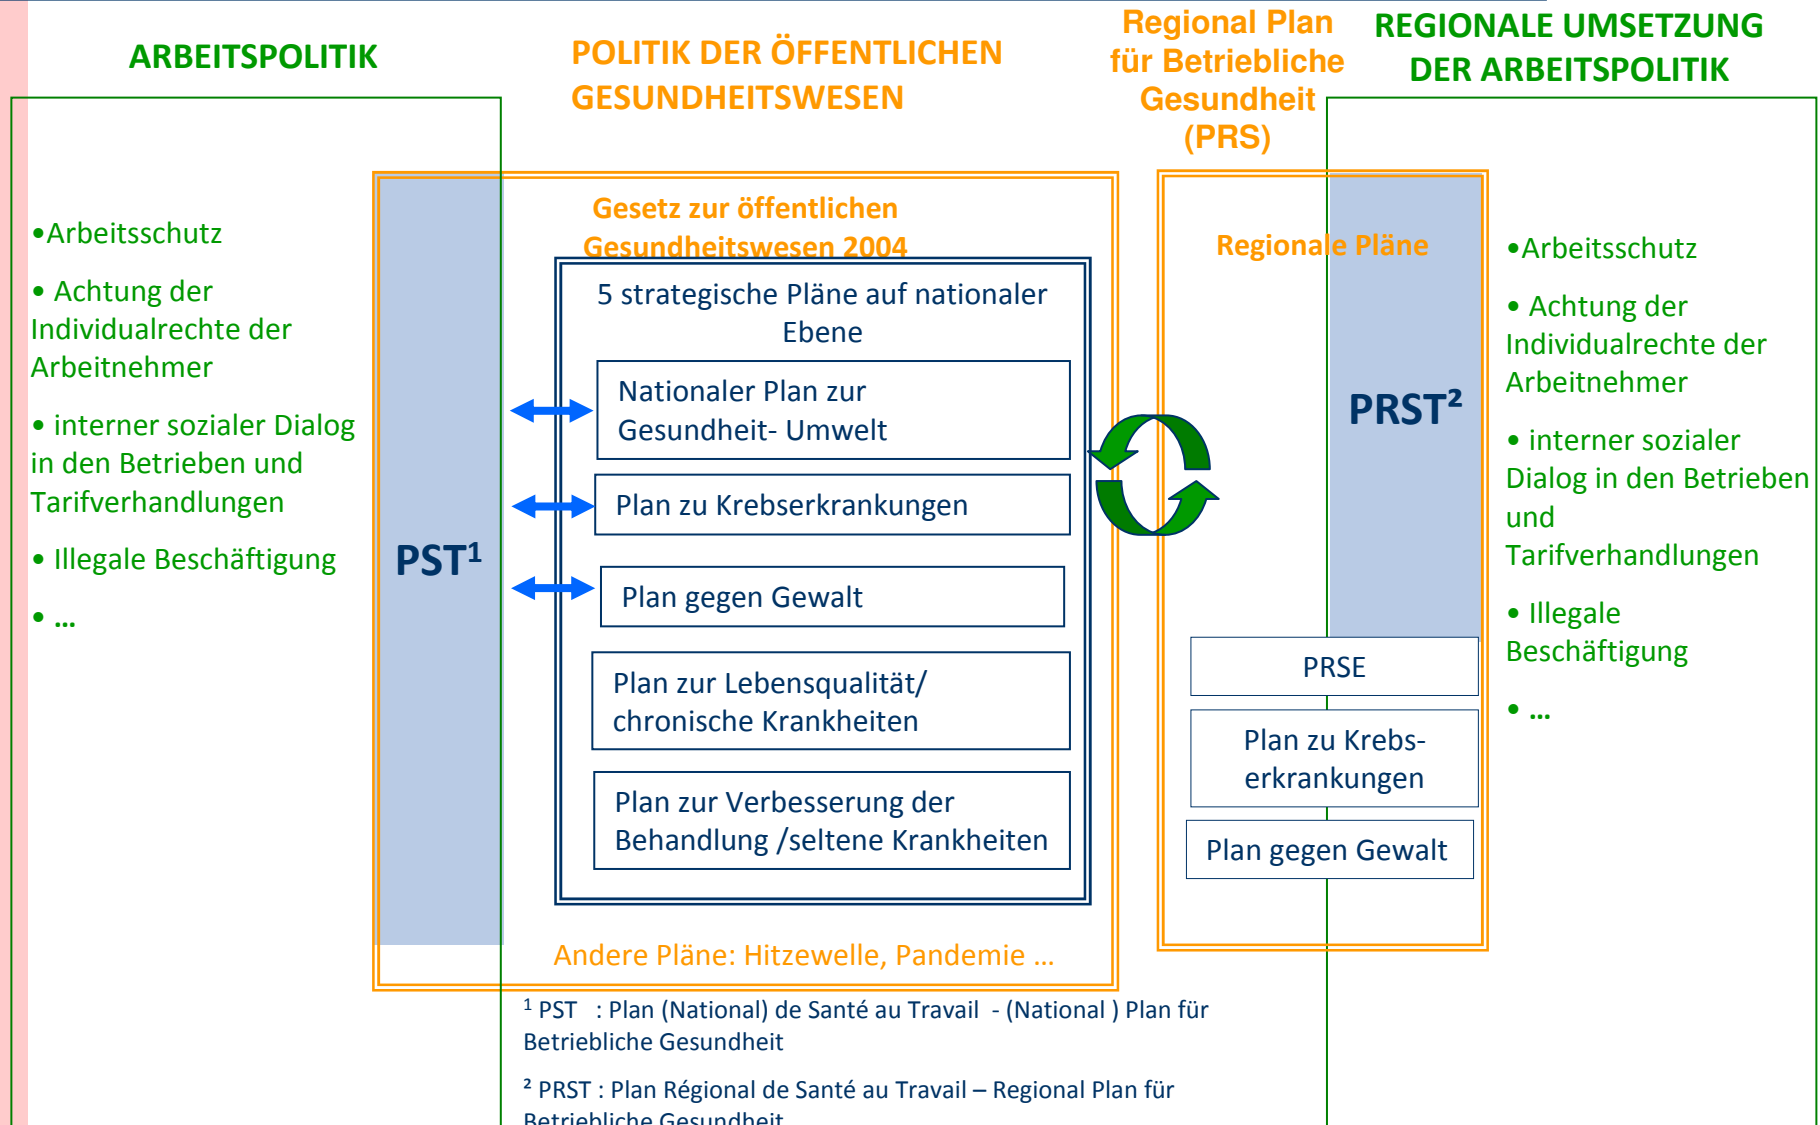 ARBEITSPOLITIK
POLITIK DER ÖFFENTLICHEN
GESUNDHEITSWESEN
Regional Plan
für Betriebliche
Gesundheit
(PRS)
REGIONALE UMSETZUNG
DER ARBEITSPOLITIK
•Arbeitsschutz
• Achtung der
Individualrechte der
Arbeitnehmer
• interner sozialer Dialog
in den Betrieben und
Tarifverhandlungen
• Illegale Beschäftigung
• ...
PST¹
Gesetz zur öffentlichen
Gesundheitswesen 2004
5 strategische Pläne auf nationaler
Ebene
Nationaler Plan zur
Gesundheit- Umwelt
Plan zu Krebserkrankungen
Plan gegen Gewalt
Plan zur Lebensqualität/
chronische Krankheiten
Plan zur Verbesserung der
Behandlung /seltene Krankheiten
Andere Pläne: Hitzewelle, Pandemie ...
Regionale Pläne
PRST²
PRSE
Plan zu Krebs-
erkrankungen
Plan gegen Gewalt
•Arbeitsschutz
• Achtung der
Individualrechte der
Arbeitnehmer
• interner sozialer
Dialog in den Betrieben
und
Tarifverhandlungen
• Illegale
Beschäftigung
• ...
¹ PST : Plan (National) de Santé au Travail - (National ) Plan für
Betriebliche Gesundheit
² PRST : Plan Régional de Santé au Travail – Regional Plan für
Betriebliche Gesundheit